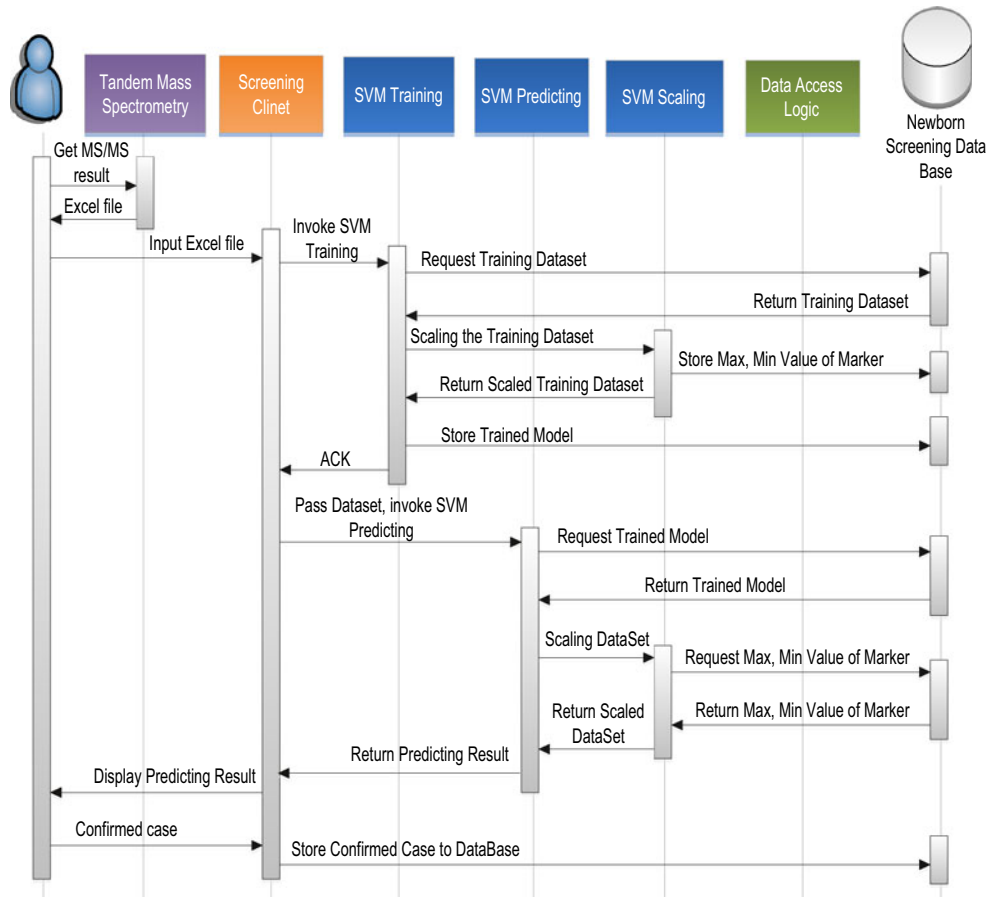 Tandem Mass
Spectrometry
Screening
Clinet
SVM Training
SVM Predicting
SVM Scaling
Data Access
Logic
Newborn
Screening Data
Base
Get MS/MS
result
Excel file
Input Excel file
Invoke SVM
Training
Request Training Dataset
Return Training Dataset
Scaling the Training Dataset
Store Max, Min Value of Marker
Return Scaled Training Dataset
Store Trained Model
ACK
Pass Dataset, invoke SVM
Predicting
Request Trained Model
Return Trained Model
Scaling DataSet
Request Max, Min Value of Marker
Return Max, Min Value of Marker
Return Scaled
DataSet
Return Predicting Result
Display Predicting Result
Confirmed case
Store Confirmed Case to DataBase